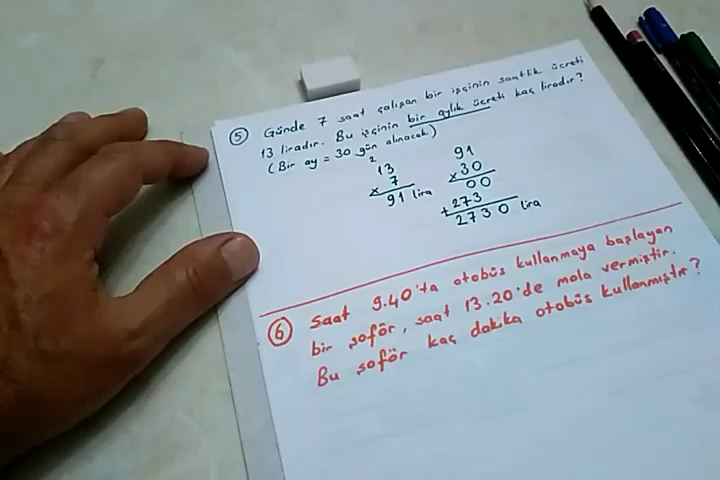 5 Günde 7 saat çalışan bir işçinin saatlik ücreti
13 liradır. Bu işçinin bir aylık ücreti kaç liradır?
(Bir ay = 30 gün alınacak)
2
13
x 7
91 lira
91
x 30
00
+273
2730 lira
6 Saat 9.40'ta otobüs kullanmaya başlayan
bir şoför, saat 13.20'de mola vermiştir.
Bu şoför kaç dakika otobüs kullanmıştır?